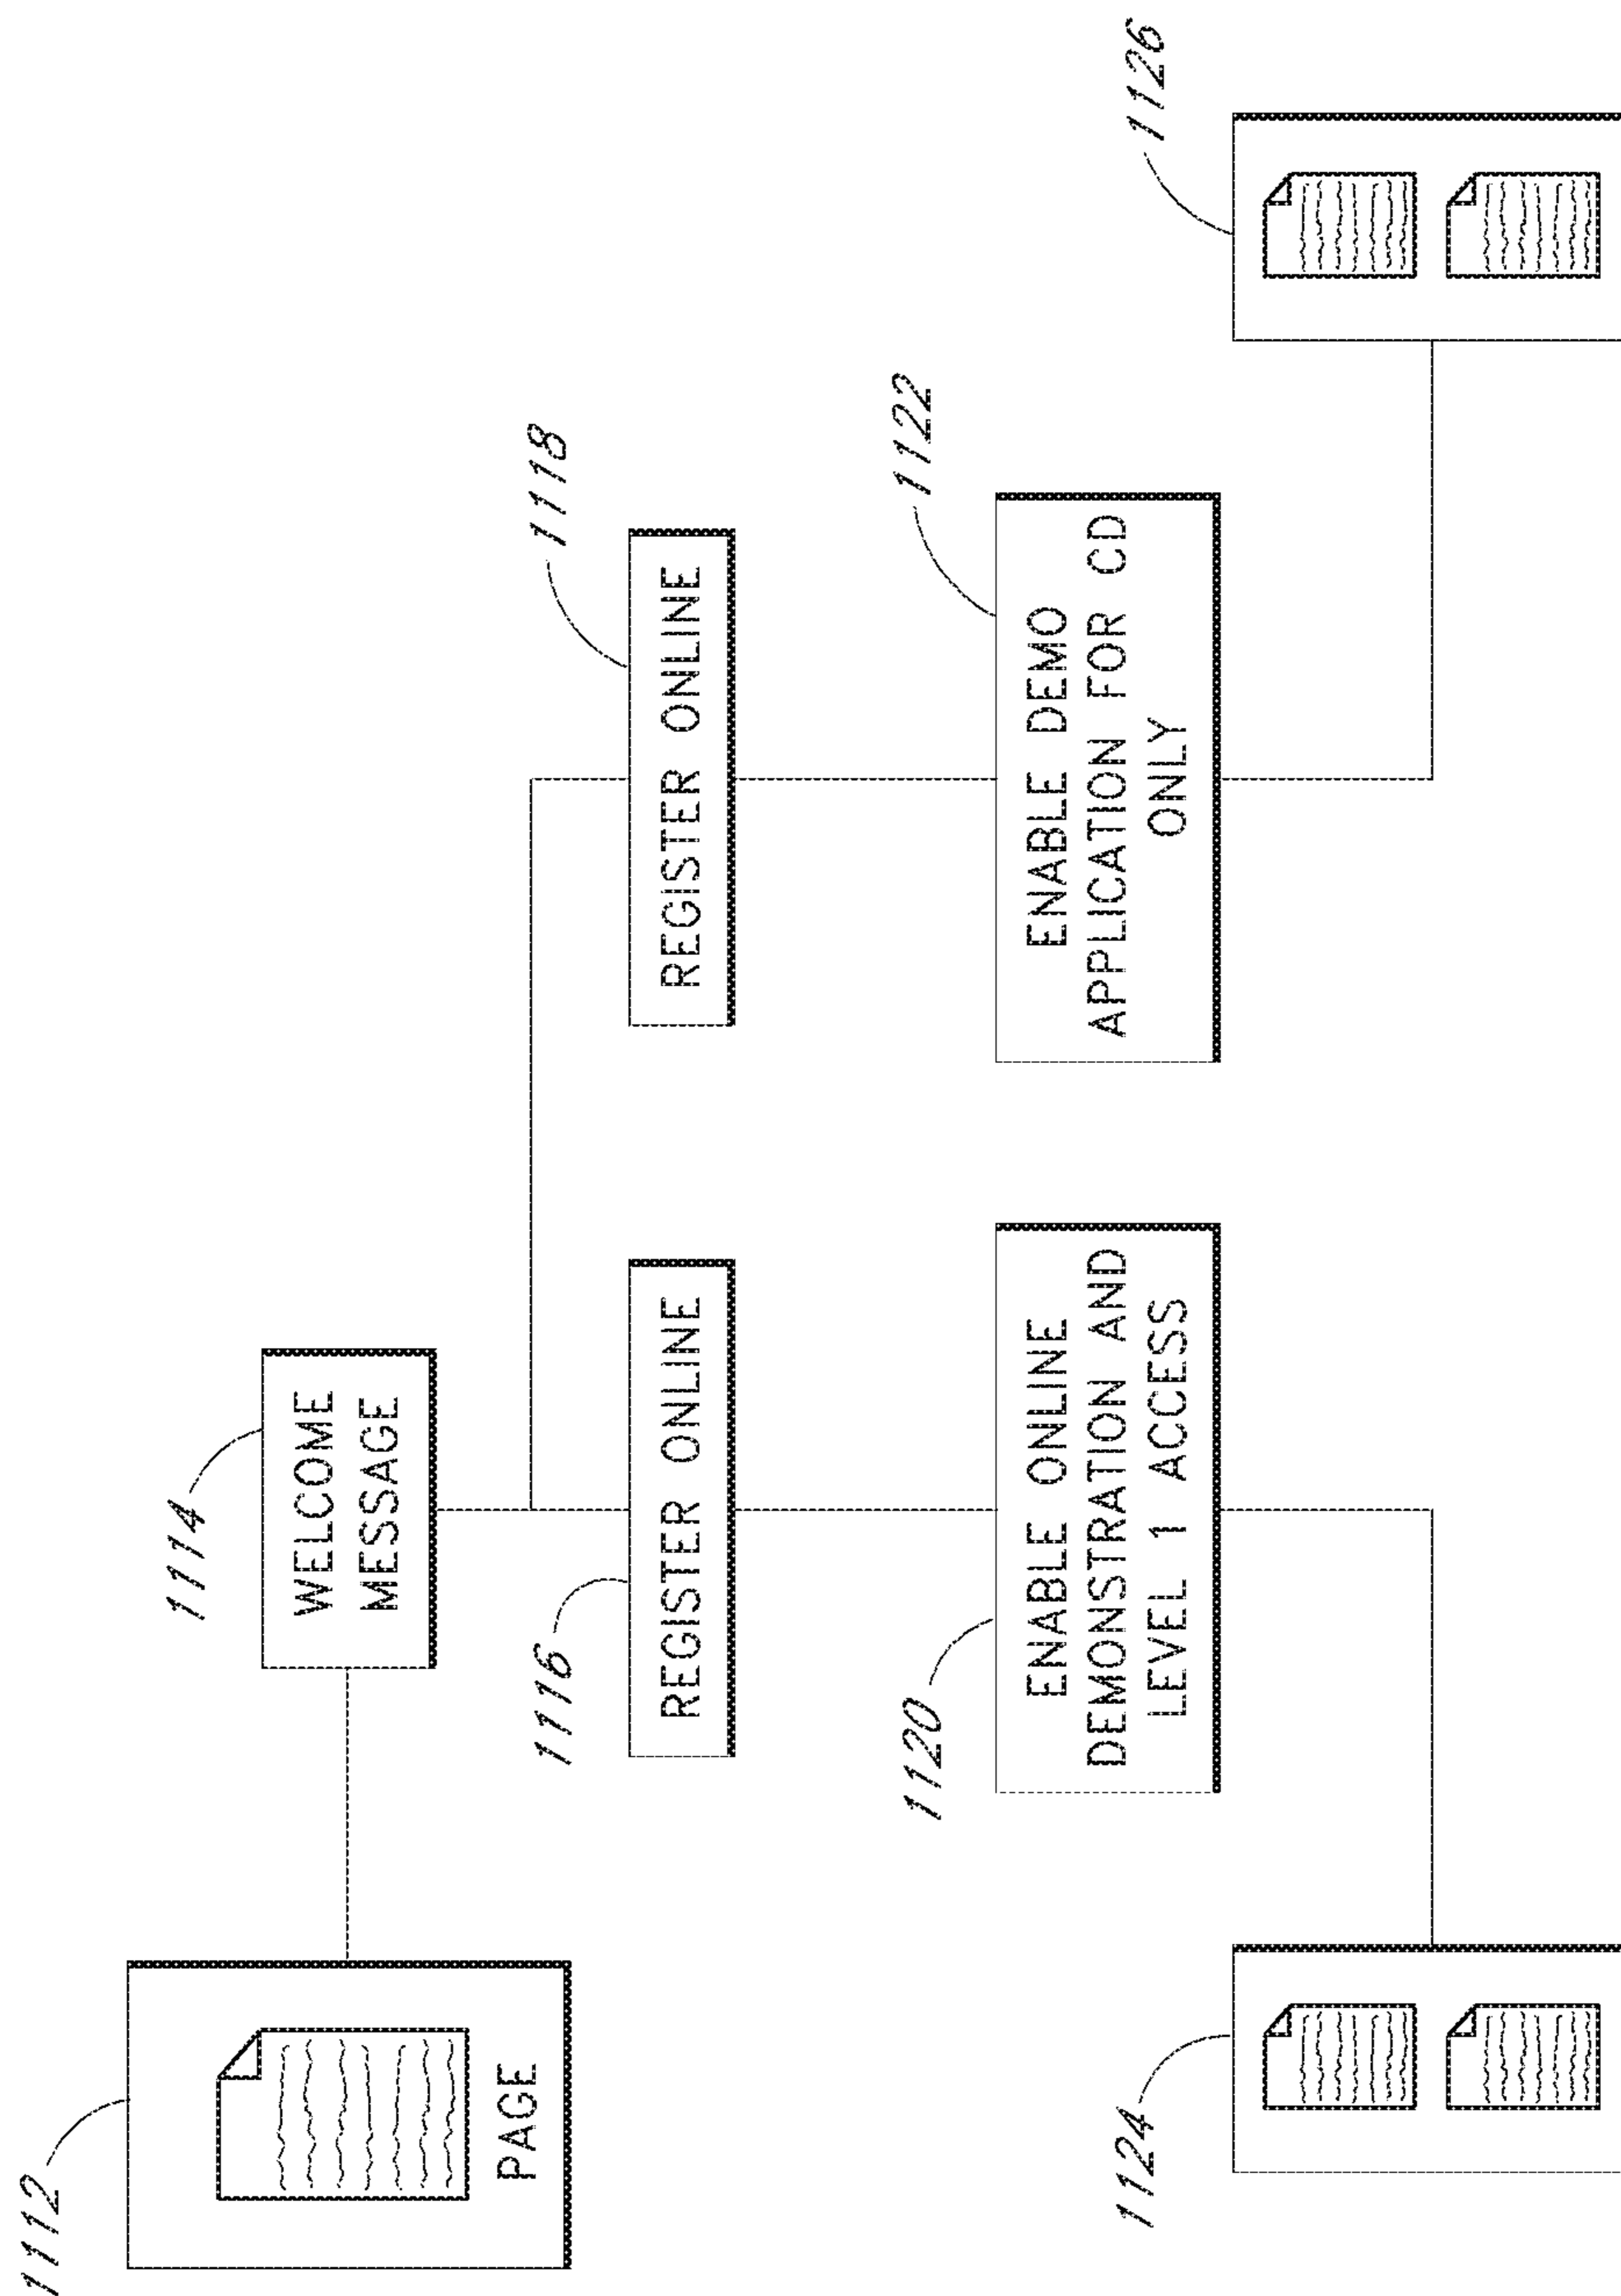 1112
PAGE
1114
WELCOME
MESSAGE
1116
REGISTER ONLINE
1118
REGISTER ONLINE
1120
ENABLE ONLINE
DEMONSTRATION AND
LEVEL 1 ACCESS
1122
ENABLE DEMO
APPLICATION FOR CD
ONLY
1124
1126